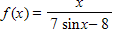 f(x) = x / (7 sinx − 8)